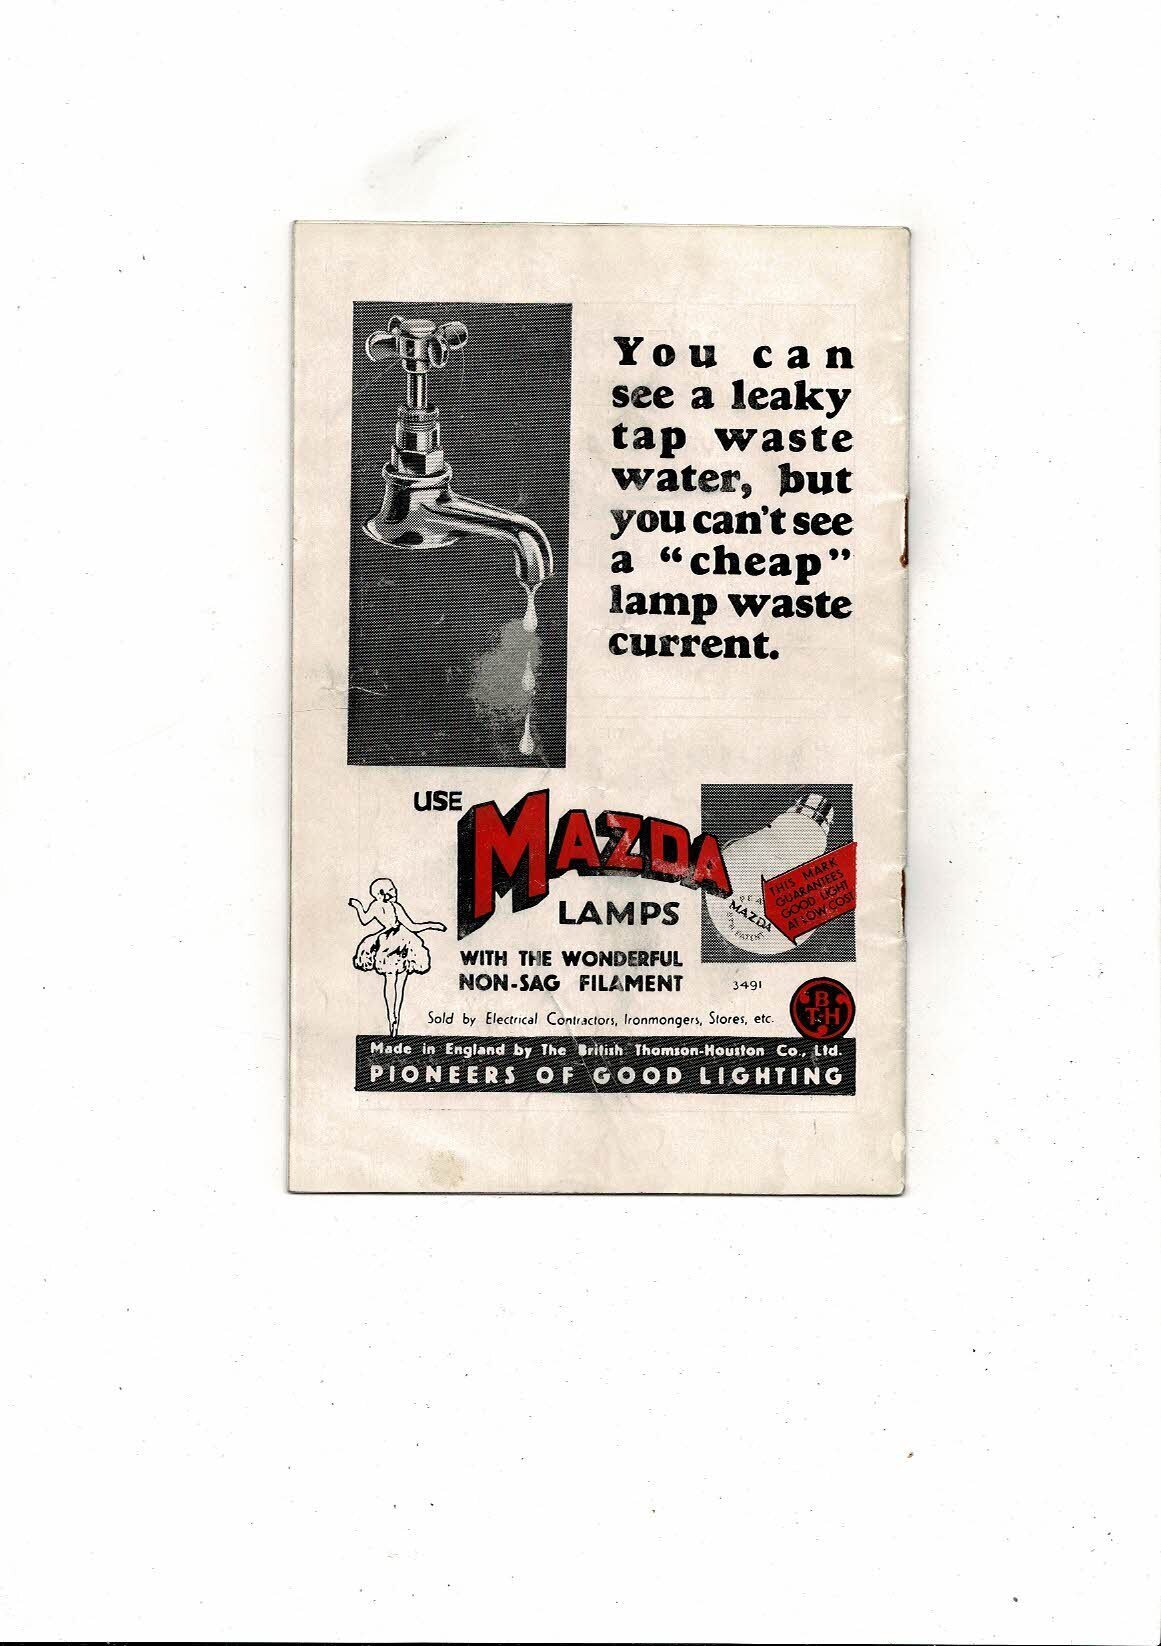 You can
see a leaky
tap waste
water, but
you can't see
a “cheap”
lamp waste
current.
USE
MAZDA
LAMPS
WITH THE WONDERFUL
NON-SAG FILAMENT
MAZDA
THIS MARK
GUARANTEES
GOOD LIGHT
AT LOW COST
3491
B
T·H
Sold by Electrical Contractors, Ironmongers, Stores, etc.
Made in England by The British Thomson-Houston Co., Ltd.
PIONEERS OF GOOD LIGHTING